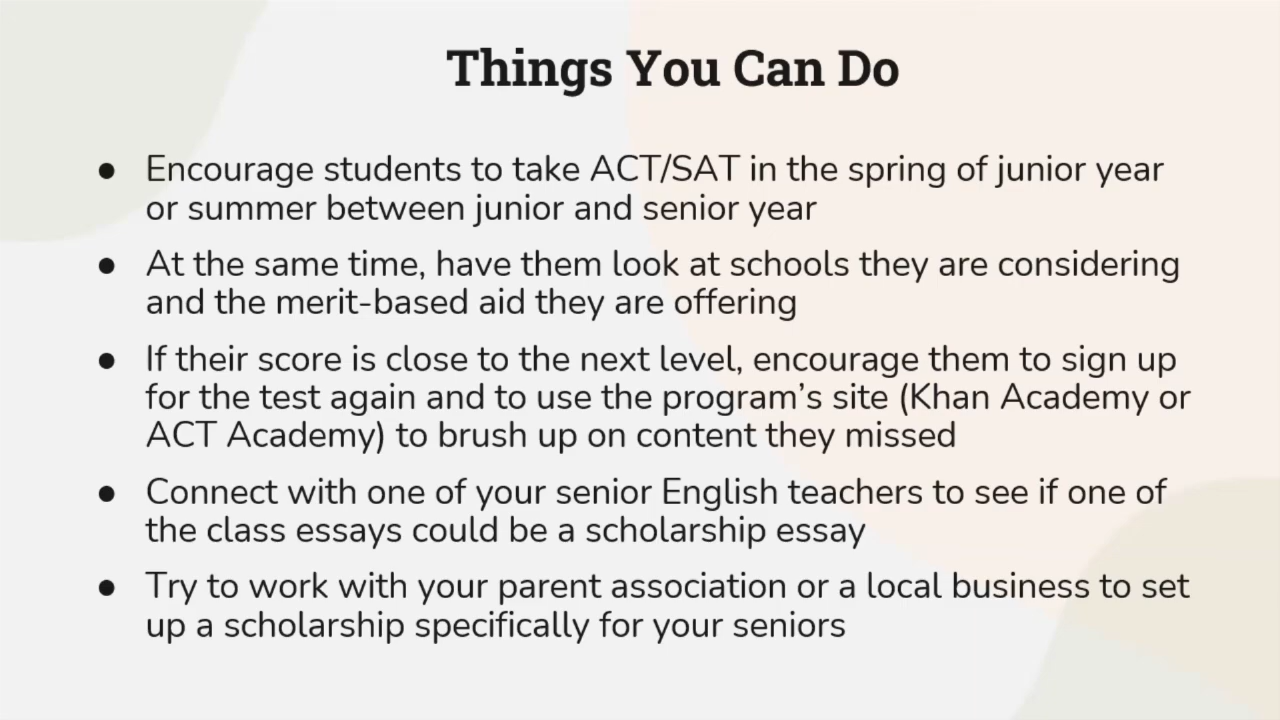 Things You Can Do
● Encourage students to take ACT/SAT in the spring of junior year
or summer between junior and senior year
● At the same time, have them look at schools they are considering
and the merit-based aid they are offering
● If their score is close to the next level, encourage them to sign up
for the test again and to use the program’s site (Khan Academy or
ACT Academy) to brush up on content they missed
● Connect with one of your senior English teachers to see if one of
the class essays could be a scholarship essay
● Try to work with your parent association or a local business to set
up a scholarship specifically for your seniors